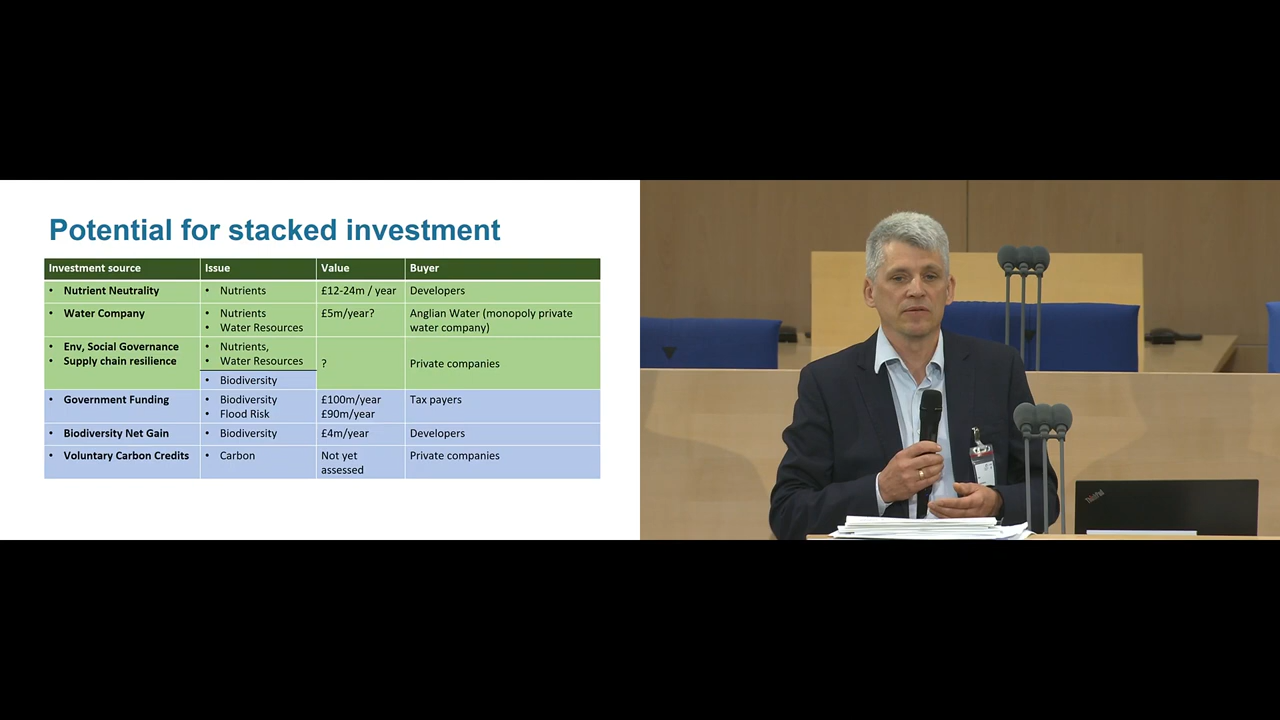 Potential for stacked investment
Investment source Issue Value Buyer
• Nutrient Neutrality • Nutrients £12-24m / year Developers
• Water Company • Nutrients £5m/year? Anglian Water (monopoly private
• Water Resources water company)
• Env, Social Governance • Nutrients,
• Supply chain resilience • Water Resources ? Private companies
• Biodiversity
• Government Funding • Biodiversity £100m/year Tax payers
• Flood Risk £90m/year
• Biodiversity Net Gain • Biodiversity £4m/year Developers
• Voluntary Carbon Credits • Carbon Not yet Private companies
assessed
ThinkPad